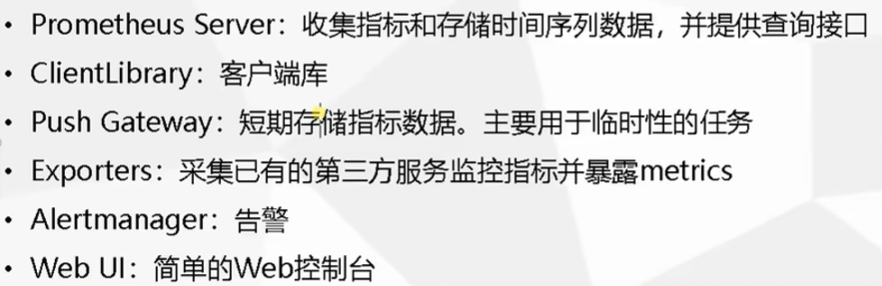 • Prometheus Server：收集指标和存储时间序列数据，并提供查询接口
• ClientLibrary：客户端库
• Push Gateway：短期存储指标数据。主要用于临时性的任务
• Exporters：采集已有的第三方服务监控指标并暴露metrics
• Alertmanager：告警
• Web UI：简单的Web控制台